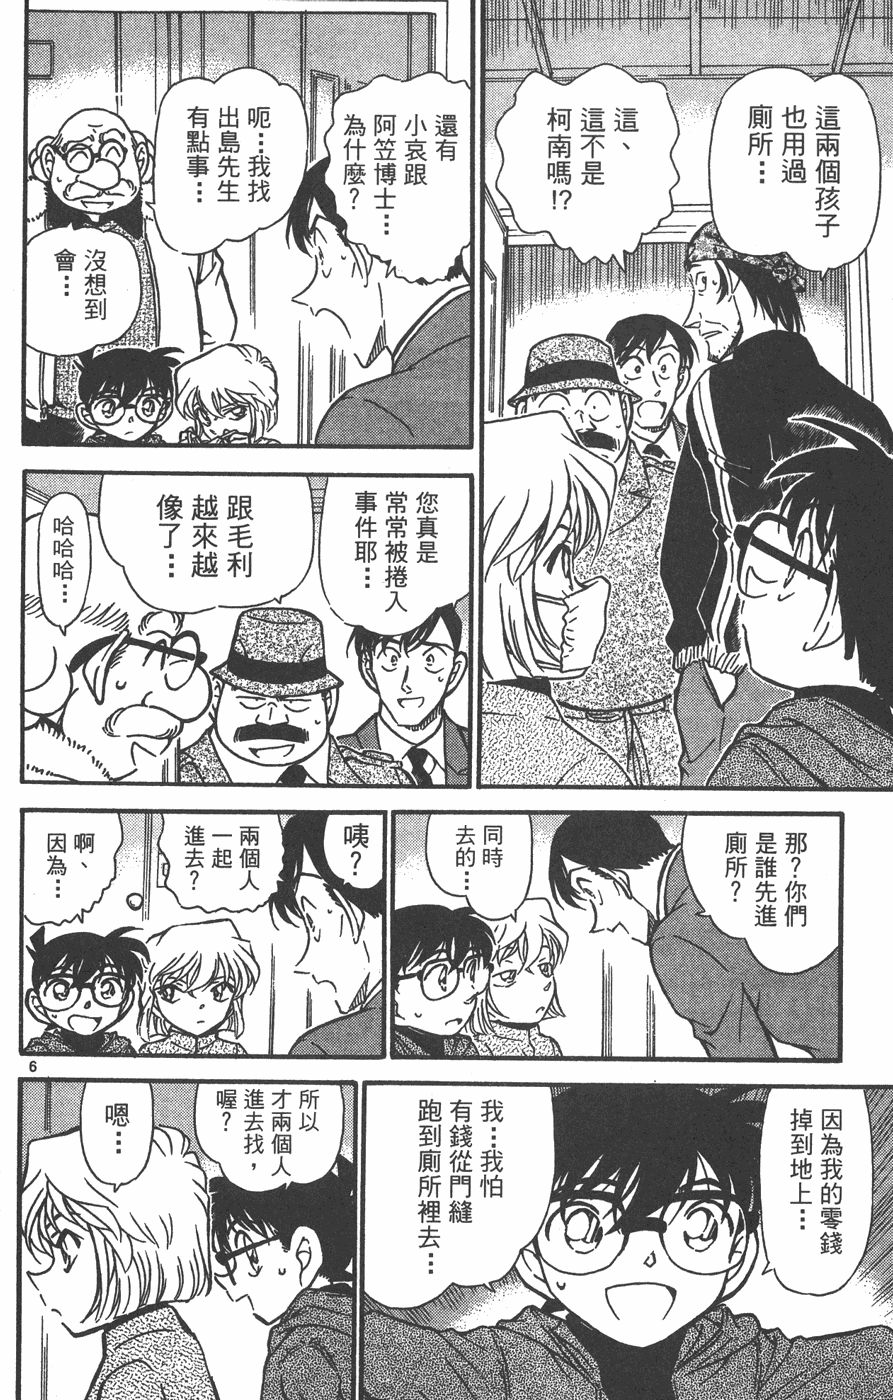 這兩個孩子
也用過
廁所…
這、
這不是
柯南嗎!?
還有
小哀跟
阿笠博士…
為什麼?
呃…我找
出島先生
有點事…
沒想到
會…
您真是
常常被捲入
事件耶…
跟毛利
越來越
像了…
哈哈哈…
那?你們
是誰先進
廁所?
同時
去的…
咦?
兩個人
一起
進去?
啊、
因為…
因為我的零錢
掉到地上…
我…我怕
有錢從門縫
跑到廁所裡去…
所以
才兩個人
進去找,
喔?
嗯…
6